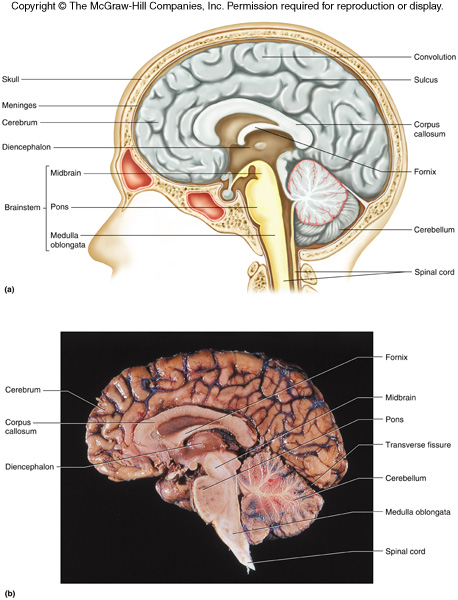 Copyright © The McGraw-Hill Companies, Inc. Permission required for reproduction or display.
Skull
Meninges
Cerebrum
Diencephalon
Midbrain
Brainstem
Pons
Medulla
oblongata
Convolution
Sulcus
Corpus
callosum
Fornix
Cerebellum
Spinal cord
(a)
Cerebrum
Corpus
callosum
Diencephalon
Fornix
Midbrain
Pons
Transverse fissure
Cerebellum
Medulla oblongata
Spinal cord
(b)